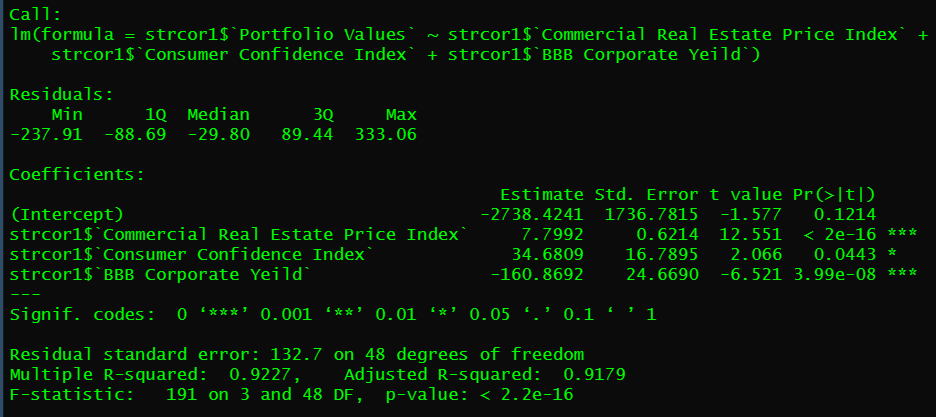 Call:
lm(formula = strcor1$`Portfolio Values` ~ strcor1$`Commercial Real Estate Price Index` +
    strcor1$`Consumer Confidence Index` + strcor1$`BBB Corporate Yeild`)

Residuals:
    Min      1Q  Median      3Q     Max
-237.91  -88.69  -29.80   89.44  333.06

Coefficients:
                                               Estimate Std. Error t value Pr(>|t|)
(Intercept)                                  -2738.4241  1736.7815  -1.577   0.1214
strcor1$`Commercial Real Estate Price Index`     7.7992     0.6214  12.551  < 2e-16 ***
strcor1$`Consumer Confidence Index`             34.6809    16.7895   2.066   0.0443 *
strcor1$`BBB Corporate Yeild`                 -160.8692    24.6690  -6.521 3.99e-08 ***
---
Signif. codes:  0 ‘***’ 0.001 ‘**’ 0.01 ‘*’ 0.05 ‘.’ 0.1 ‘ ’ 1

Residual standard error: 132.7 on 48 degrees of freedom
Multiple R-squared:  0.9227,    Adjusted R-squared:  0.9179
F-statistic:   191 on 3 and 48 DF,  p-value: < 2.2e-16